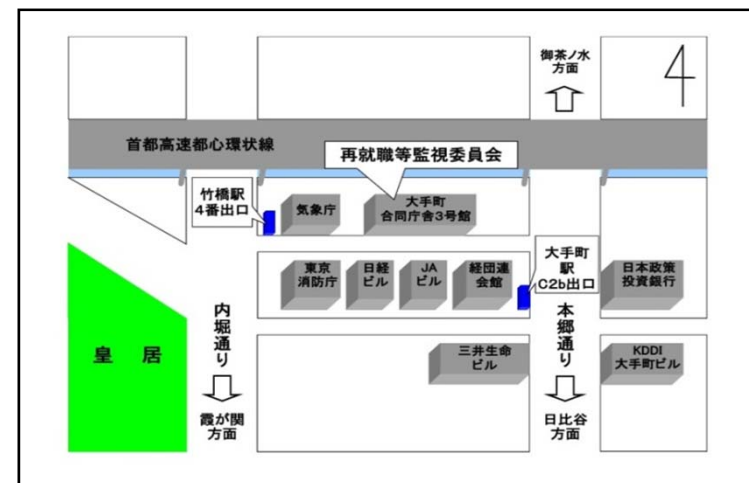 御茶ノ水
方面
4
首都高速都心環状線
再就職等監視委員会
竹橋駅
4番出口
気象庁
大手町
合同庁舎3号館
大手町
駅
C2b出口
東京
消防庁
日経
ビル
JA
ビル
経団連
会館
日本政策
投資銀行
内堀通り
本郷通り
皇居
三井生命
ビル
KDDI
大手町ビル
霞が関
方面
日比谷
方面